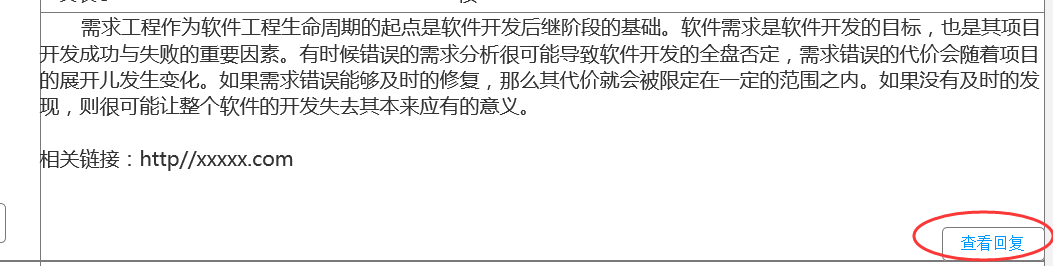 需求工程作为软件工程生命周期的起点是软件开发后继阶段的基础。软件需求是软件开发的目标，也是其项目
开发成功与失败的重要因素。有时候错误的需求分析很可能导致软件开发的全盘否定，需求错误的代价会随着项目
的展开儿发生变化。如果需求错误能够及时的修复，那么其代价就会被限定在一定的范围之内。如果没有及时的发
现，则很可能让整个软件的开发失去其本来应有的意义。
相关链接：http//xxxxx.com
查看回复